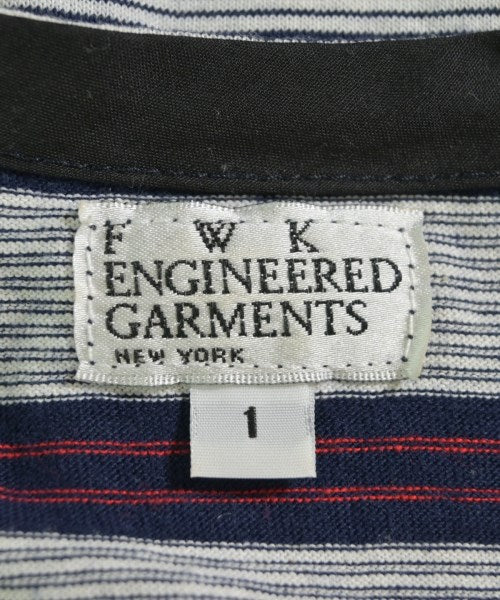 F W K
ENGINEERED
GARMENTS
NEW YORK
1